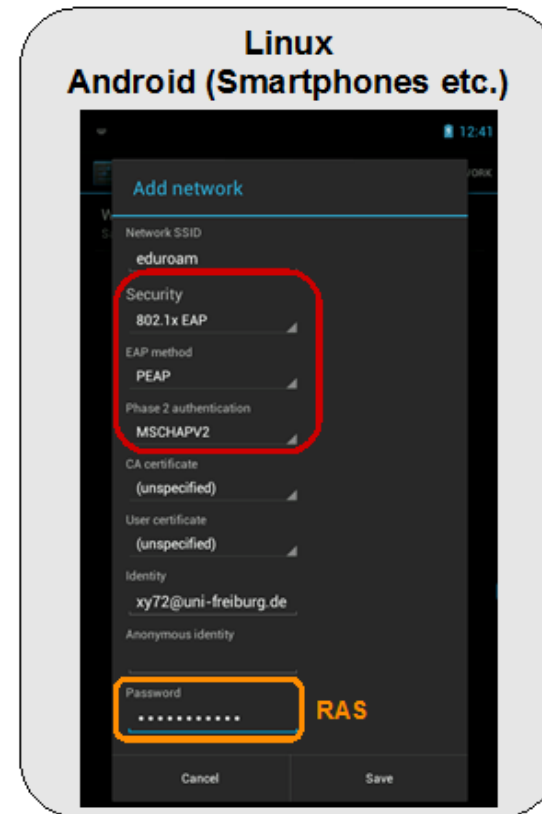 Linux
Android (Smartphones etc.)
12:41
WORK
Add network
W
S
Network SSID
eduroam
Security
802.1x EAP
EAP method
PEAP
Phase 2 authentication
MSCHAPV2
CA certificate
(unspecified)
User certificate
(unspecified)
Identity
xy72@uni-freiburg.de
Anonymous identity
Password
•••••••••••
RAS
Cancel Save